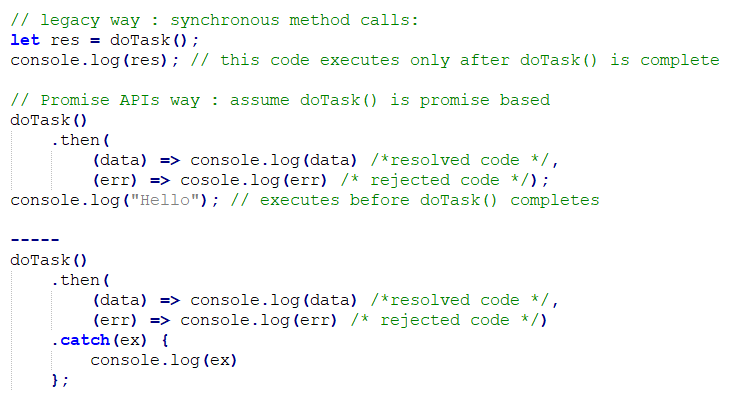 // legacy way : synchronous method calls:
let res = doTask();
console.log(res); // this code executes only after doTask() is complete
// Promise APIs way : assume doTask() is promise based
doTask()
.then(
(data) => console.log(data) /*resolved code */,
(err) => cosole.log(err) /* rejected code */);
console.log("Hello"); // executes before doTask() completes
-----
doTask()
.then(
(data) => console.log(data) /*resolved code */,
(err) => console.log(err) /* rejected code */)
.catch(ex) {
console.log(ex)
};